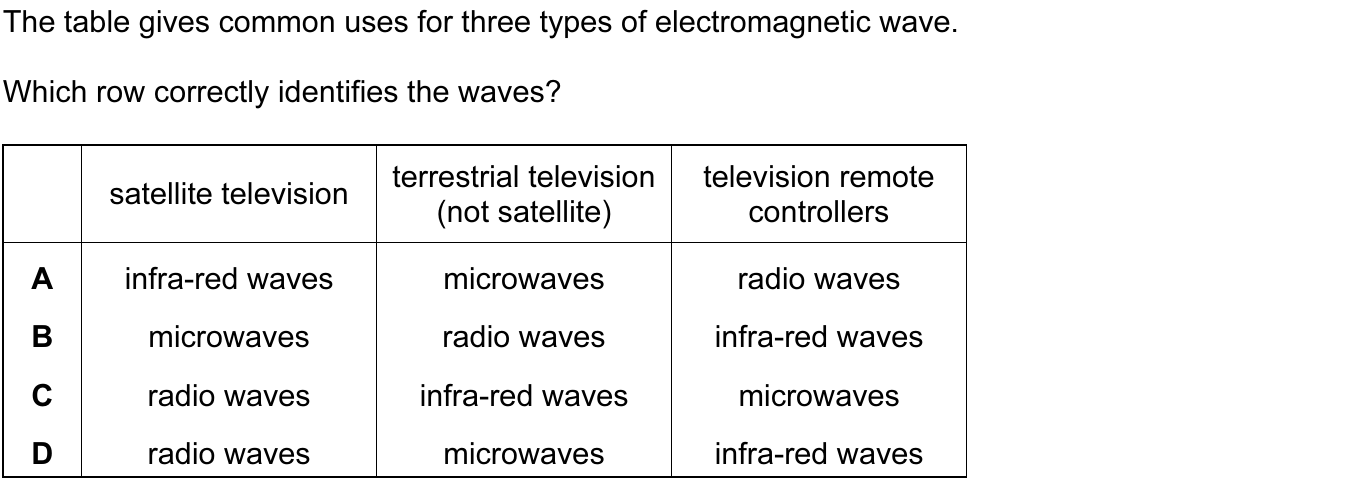 The table gives common uses for three types of electromagnetic wave.
Which row correctly identifies the waves?
satellite television terrestrial television (not satellite) television remote controllers
A infra-red waves microwaves radio waves
B microwaves radio waves infra-red waves
C radio waves infra-red waves microwaves
D radio waves microwaves infra-red waves